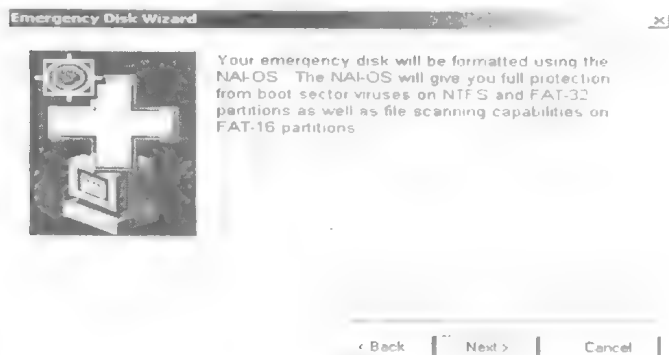 Emergency Disk Wizard
Your emergency disk will be formatted using the
NAI-OS The NAI-OS will give you full protection
from boot sector viruses on NTFS and FAT-32
partitions as well as file scanning capabilities on
FAT-16 partitions
< Back Next > Cancel